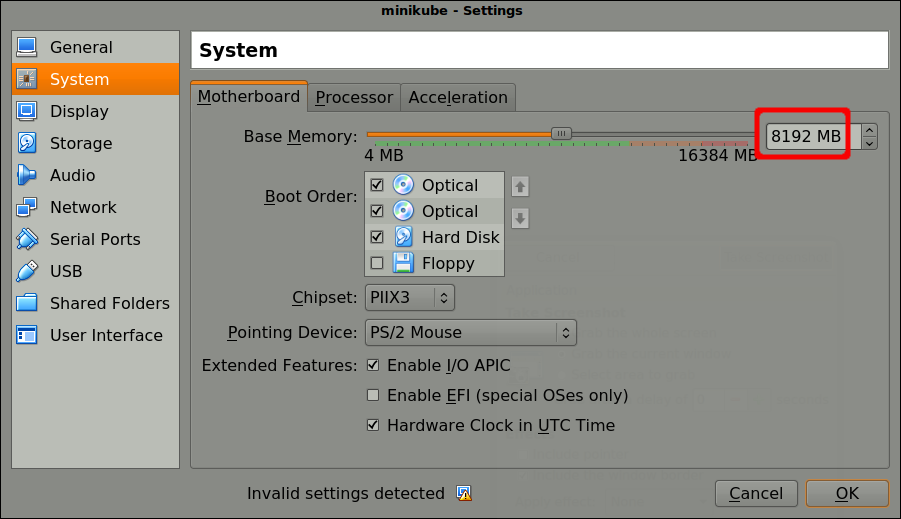 minikube - Settings
General
System
Display
Storage
Audio
Network
Serial Ports
USB
Shared Folders
User Interface
System
Motherboard Processor Acceleration
Base Memory: 8192 MB
4 MB 16384 MB
Boot Order: Optical
Optical
Hard Disk
Floppy
Chipset: PIIX3
Pointing Device: PS/2 Mouse
Extended Features: Enable I/O APIC
Enable EFI (special OSes only)
Hardware Clock in UTC Time
Invalid settings detected Cancel OK